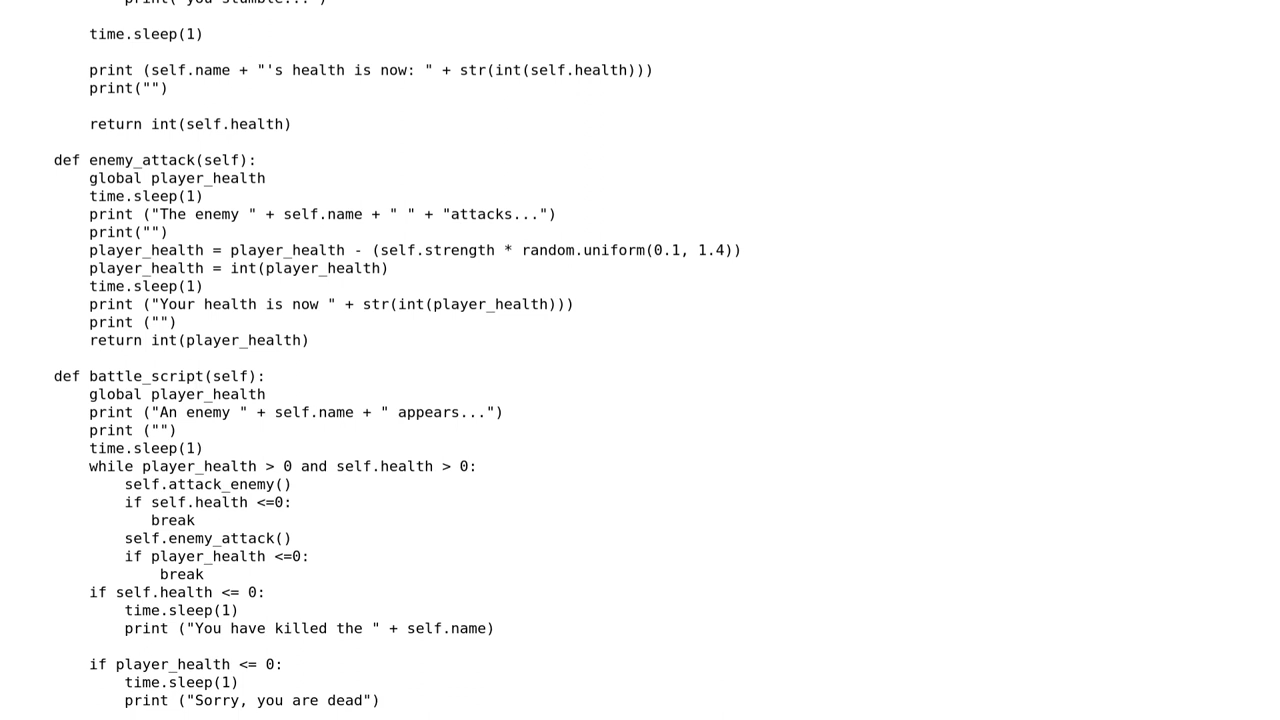 print("you stumble...")
time.sleep(1)
print (self.name + "'s health is now: " + str(int(self.health)))
print("")
return int(self.health)
def enemy_attack(self):
global player_health
time.sleep(1)
print ("The enemy " + self.name + " " + "attacks...")
print("")
player_health = player_health - (self.strength * random.uniform(0.1, 1.4))
player_health = int(player_health)
time.sleep(1)
print ("Your health is now " + str(int(player_health)))
print ("")
return int(player_health)
def battle_script(self):
global player_health
print ("An enemy " + self.name + " appears...")
print ("")
time.sleep(1)
while player_health > 0 and self.health > 0:
self.attack_enemy()
if self.health <=0:
break
self.enemy_attack()
if player_health <=0:
break
if self.health <= 0:
time.sleep(1)
print ("You have killed the " + self.name)
if player_health <= 0:
time.sleep(1)
print ("Sorry, you are dead")